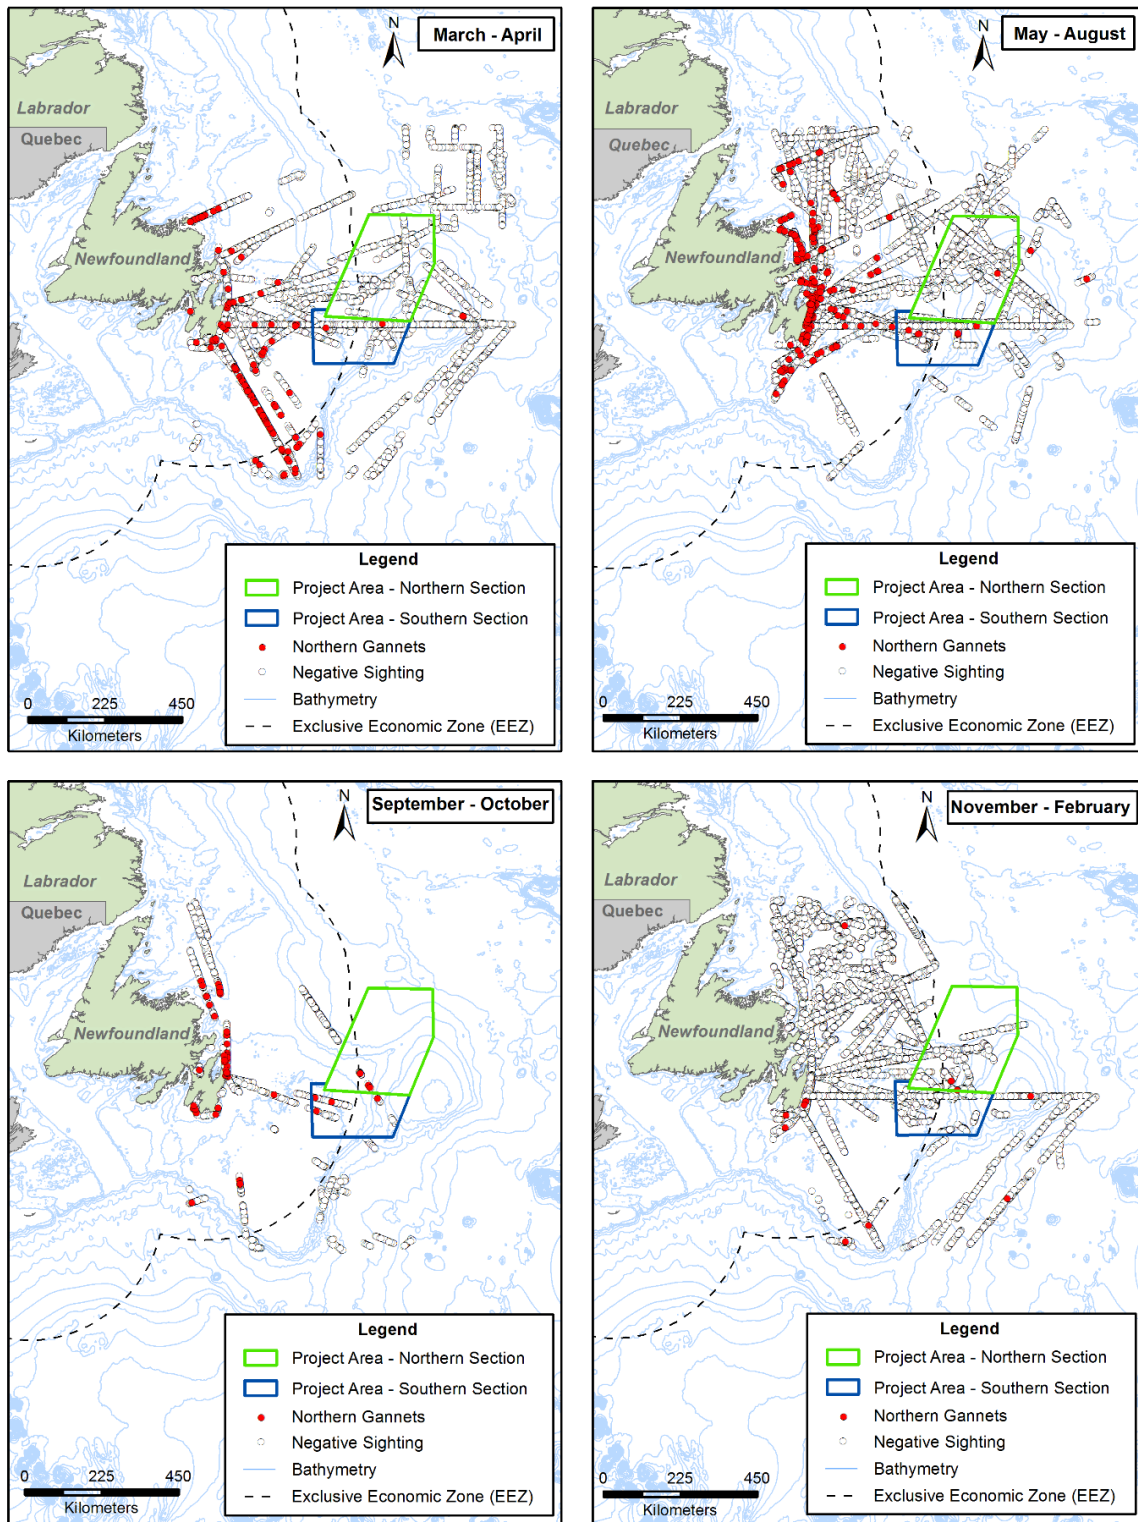 March - April
N
Labrador
Quebec
Newfoundland
Legend
Project Area - Northern Section
Project Area - Southern Section
Northern Gannets
Negative Sighting
Bathymetry
Exclusive Economic Zone (EEZ)
0 225 450
Kilometers
May - August
N
Labrador
Quebec
Newfoundland
Legend
Project Area - Northern Section
Project Area - Southern Section
Northern Gannets
Negative Sighting
Bathymetry
Exclusive Economic Zone (EEZ)
0 225 450
Kilometers
September - October
N
Labrador
Quebec
Newfoundland
Legend
Project Area - Northern Section
Project Area - Southern Section
Northern Gannets
Negative Sighting
Bathymetry
Exclusive Economic Zone (EEZ)
0 225 450
Kilometers
November - February
N
Labrador
Quebec
Newfoundland
Legend
Project Area - Northern Section
Project Area - Southern Section
Northern Gannets
Negative Sighting
Bathymetry
Exclusive Economic Zone (EEZ)
0 225 450
Kilometers